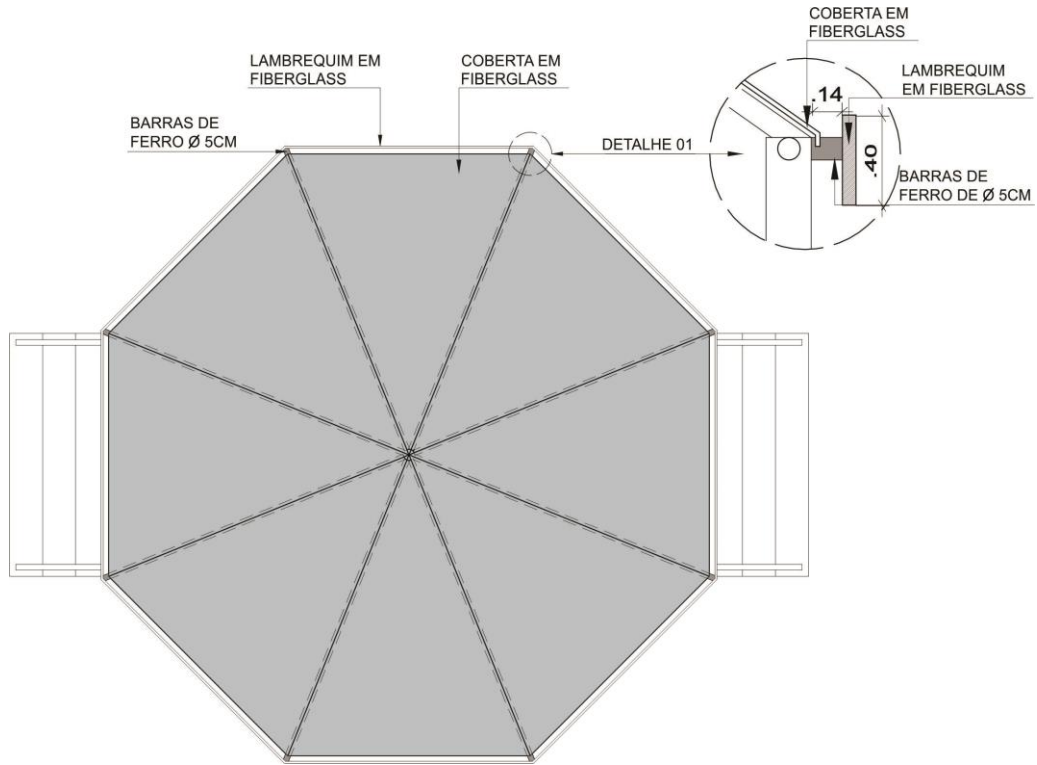 LAMBREQUIM EM
FIBERGLASS
COBERTA EM
FIBERGLASS
BARRAS DE
FERRO Ø 5CM
DETALHE 01
COBERTA EM
FIBERGLASS
LAMBREQUIM
EM FIBERGLASS
.14
.40
BARRAS DE
FERRO DE Ø 5CM